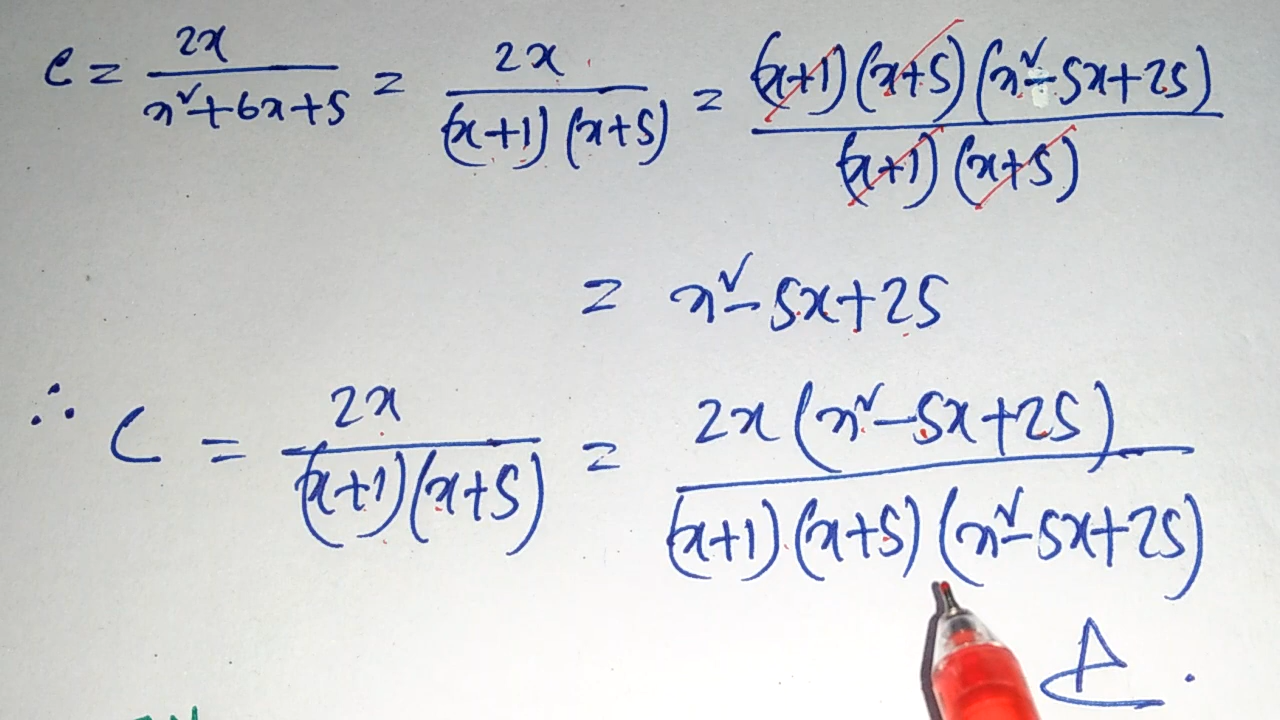 C = 2x / (x²+6x+5) = 2x / ((x+1)(x+5)) = (x+1)(x+5)(x²-5x+25) / ((x+1)(x+5))
= x²-5x+25
∴ C = 2x / ((x+1)(x+5)) = 2x(x²-5x+25) / ((x+1)(x+5)(x²-5x+25))